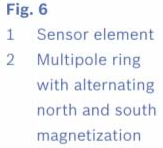 Fig. 6
1 Sensor element
2 Multipole ring
with alternating
north and south
magnetization